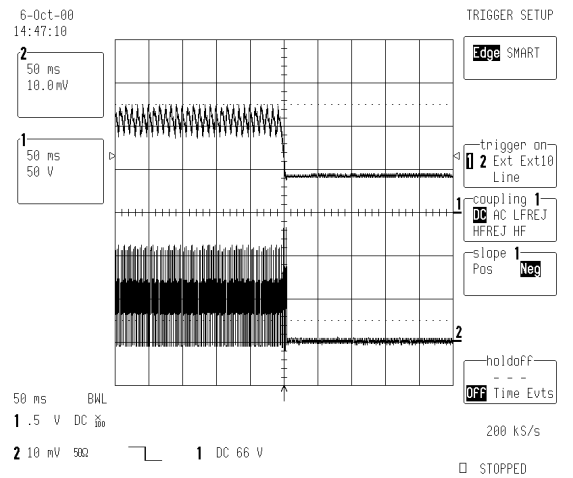 6-Oct-00
14:47:10
TRIGGER SETUP
2
50 ms
10.0mV
1
50 ms
50 V
Edge SMART
trigger on
1 2 Ext Ext10
Line
coupling 1
DC AC LFREJ
HFREJ HF
slope 1
Pos Neg
holdoff
- - -
OFF Time Evts
1
2
50 ms BWL
1 .5 V DC X100
2 10 mV 50Ω
1 DC 66 V
200 kS/s
STOPPED